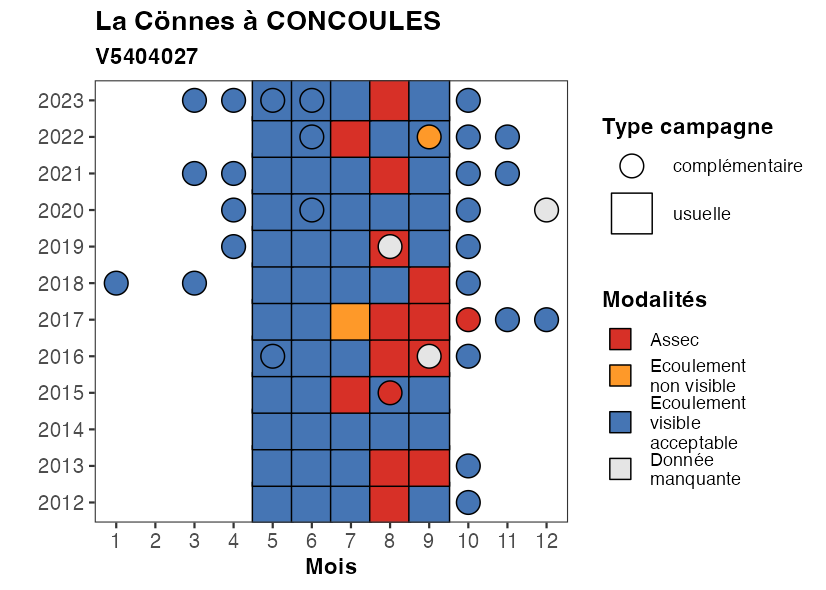 La Cönnes à CONCOULES
V5404027
2023
2022
2021
2020
2019
2018
2017
2016
2015
2014
2013
2012
1 2 3 4 5 6 7 8 9 10 11 12
Mois
Type campagne
complémentaire
usuelle
Modalités
Assec
Ecoulement
non visible
Ecoulement
visible
acceptable
Donnée
manquante